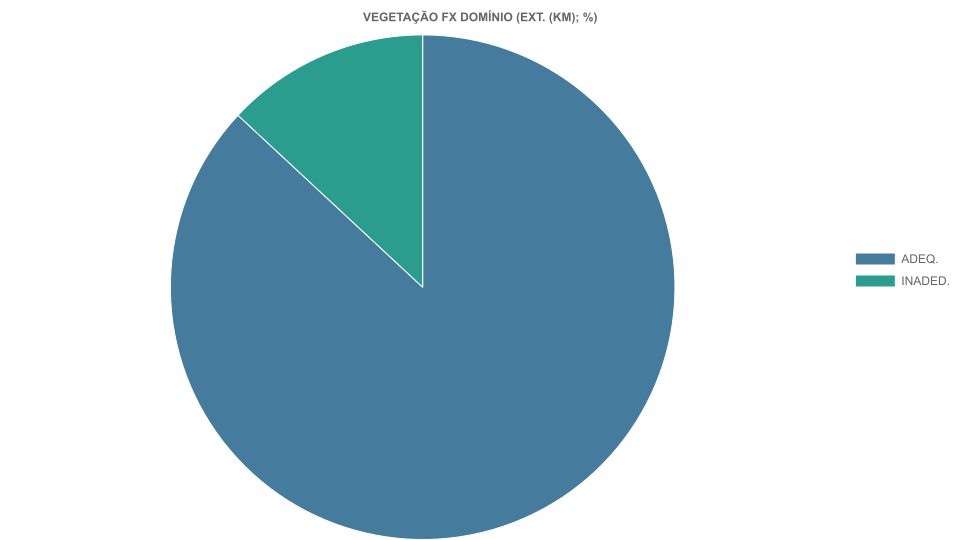 VEGETAÇÃO FX DOMÍNIO (EXT. (KM); %)
ADEQ.
INADED.